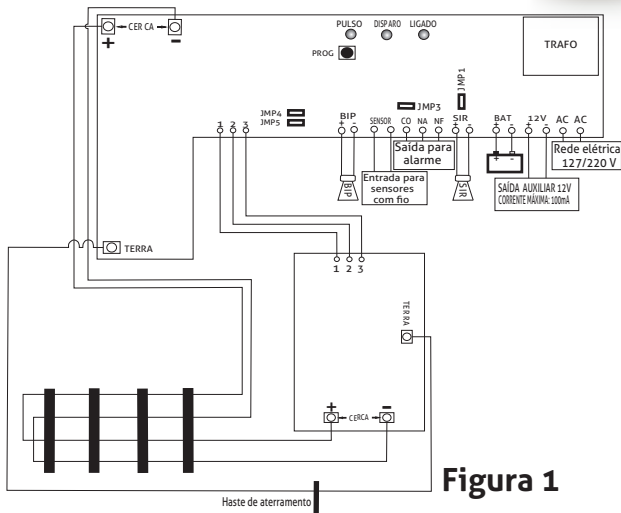 CERCA
+ -
PULSO DISPARO LIGADO
PROG
TRAFO
JMP1
JMP4
JMP5
JMP3
1 2 3
BIP
+ -
SENSOR
CO NA NF
SIR
+ -
BAT
+ -
12V
+ -
AC AC
Saída para
alarme
Rede elétrica
127/220 V
+ -
Entrada para
sensores
com fio
BIP
SIR
SAÍDA AUXILIAR 12V
CORRENTE MÁXIMA: 100mA
TERRA
1 2 3
TERRA
+ -
CERCA
Figura 1
Haste de aterramento